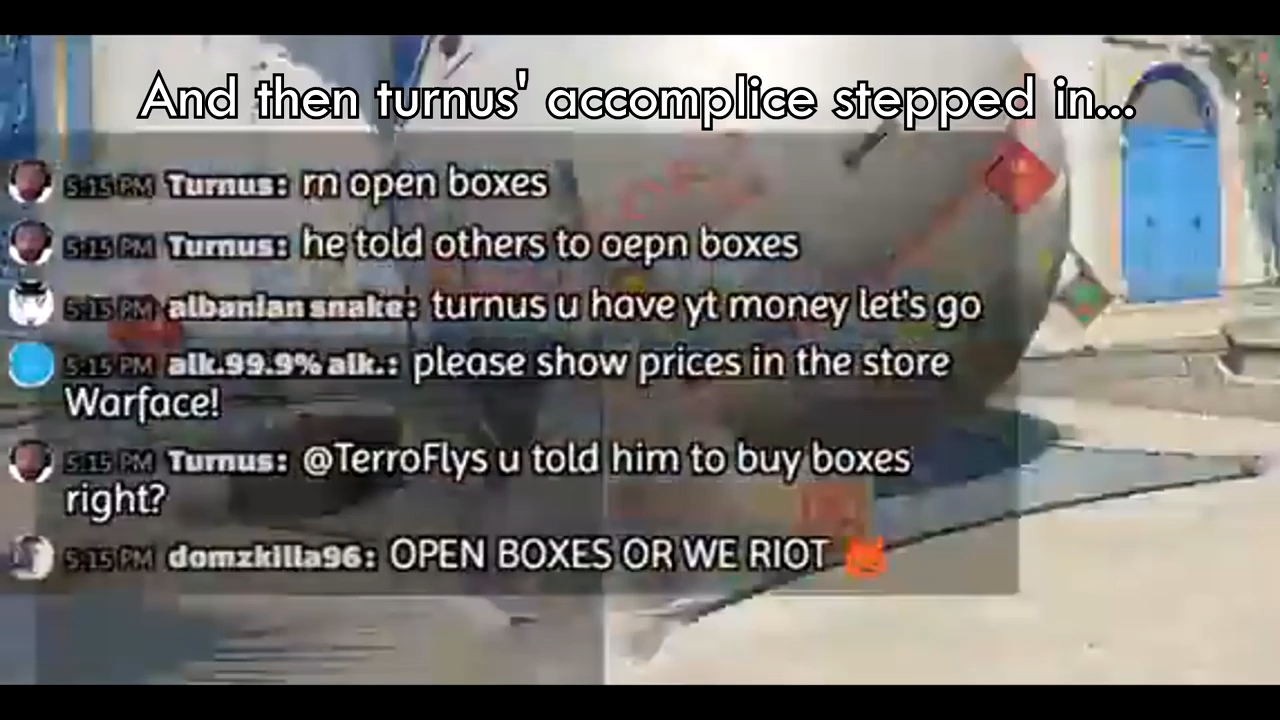 And then turnus' accomplice stepped in...
5:15 PM Turnus: rn open boxes
5:15 PM Turnus: he told others to oepn boxes
5:15 PM albanian snake: turnus u have yt money let's go
5:15 PM alk.99.9% alk.: please show prices in the store
Warface!
5:15 PM Turnus: @TerroFlys u told him to buy boxes
right?
5:15 PM domzkilla96: OPEN BOXES OR WE RIOT